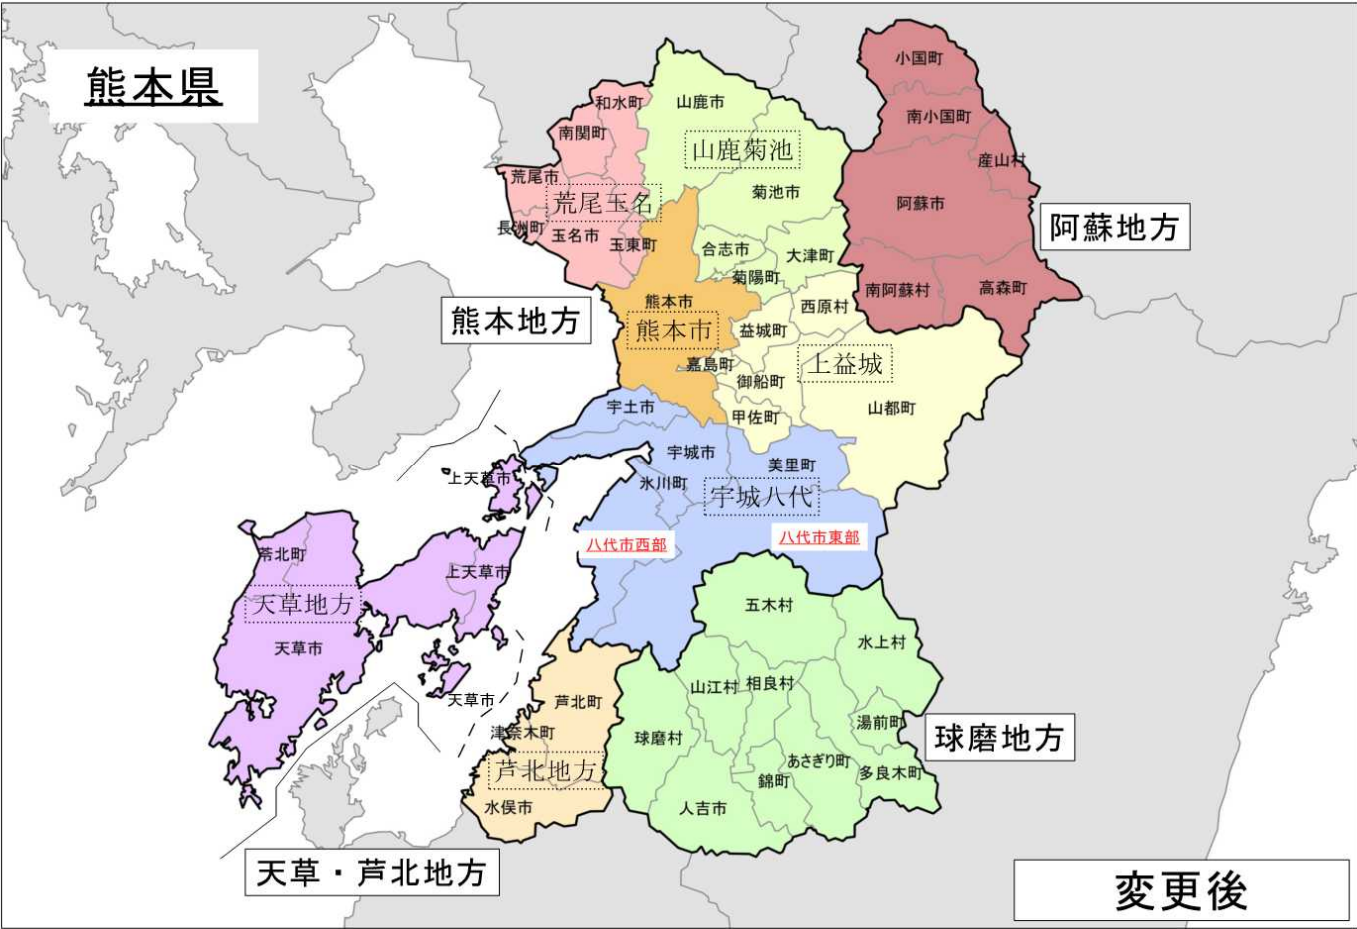 熊本県
小国町
和水町
山鹿市
南小国町
南関町
山鹿菊池
産山村
荒尾市
菊池市
荒尾玉名
阿蘇市
長洲町
玉名市
玉東町
阿蘇地方
合志市
大津町
菊陽町
南阿蘇村
高森町
熊本市
西原村
熊本地方
熊本市
益城町
嘉島町
上益城
御船町
宇土市
甲佐町
山都町
宇城市
美里町
上天草市
氷川町
宇城八代
八代市西部
八代市東部
苓北町
上天草市
天草地方
五木村
天草市
水上村
山江村
相良村
天草市
芦北町
湯前町
津奈木町
球磨村
球磨地方
あさぎり町
芦北地方
錦町
多良木町
水俣市
人吉市
天草・芦北地方
変更後